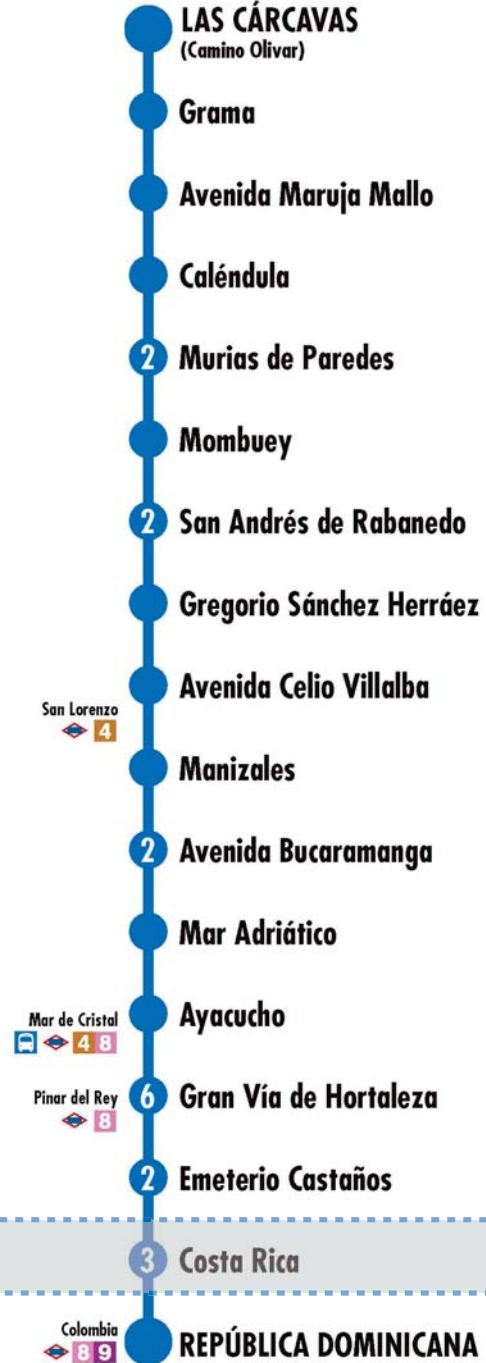 LAS CÁRCAVAS
(Camino Olivar)
Grama
Avenida Maruja Mallo
Caléndula
2 Murias de Paredes
Mombuey
2 San Andrés de Rabanedo
Gregorio Sánchez Herráez
Avenida Celio Villalba
San Lorenzo
4
Manizales
2 Avenida Bucaramanga
Mar Adriático
Mar de Cristal
4 8
Ayacucho
Pinar del Rey
8
6 Gran Vía de Hortaleza
2 Emeterio Castaños
3 Costa Rica
Colombia
8 9
REPÚBLICA DOMINICANA